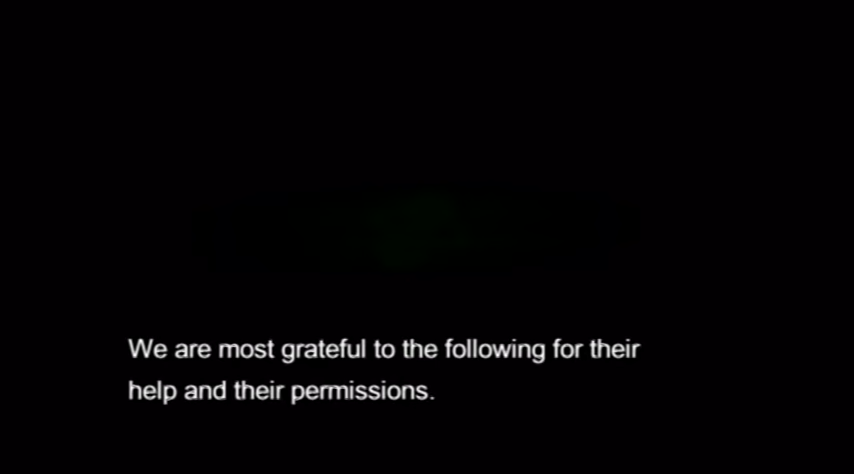 We are most grateful to the following for their
help and their permissions.